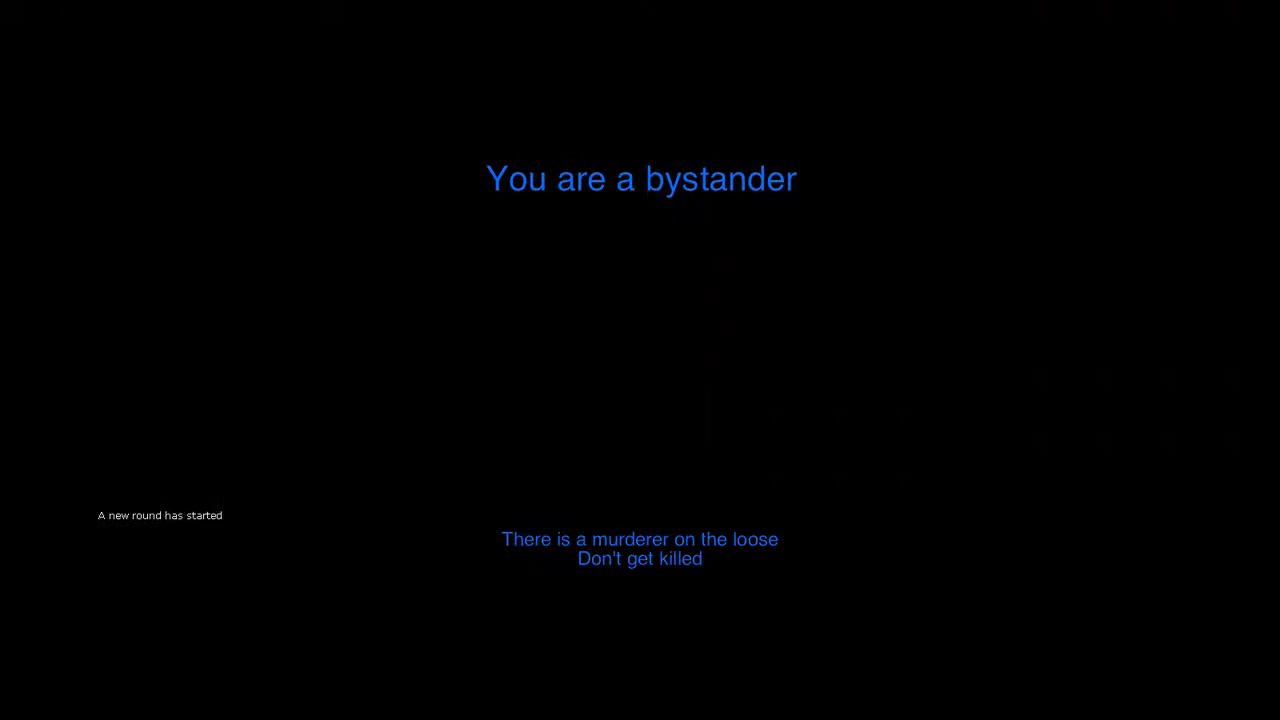 You are a bystander
A new round has started
There is a murderer on the loose
Don't get killed